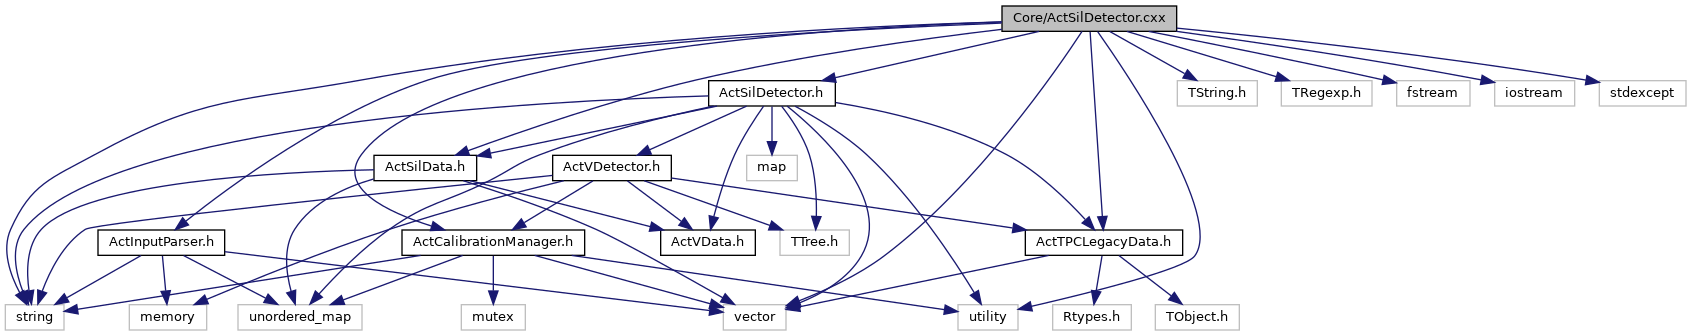 Core/ActSilDetector.cxx
ActSilDetector.h
TString.h
TRegexp.h
fstream
iostream
stdexcept
ActSilData.h
ActVDetector.h
map
ActInputParser.h
ActCalibrationManager.h
ActVData.h
TTree.h
ActTPCLegacyData.h
string
memory
unordered_map
mutex
vector
utility
Rtypes.h
TObject.h